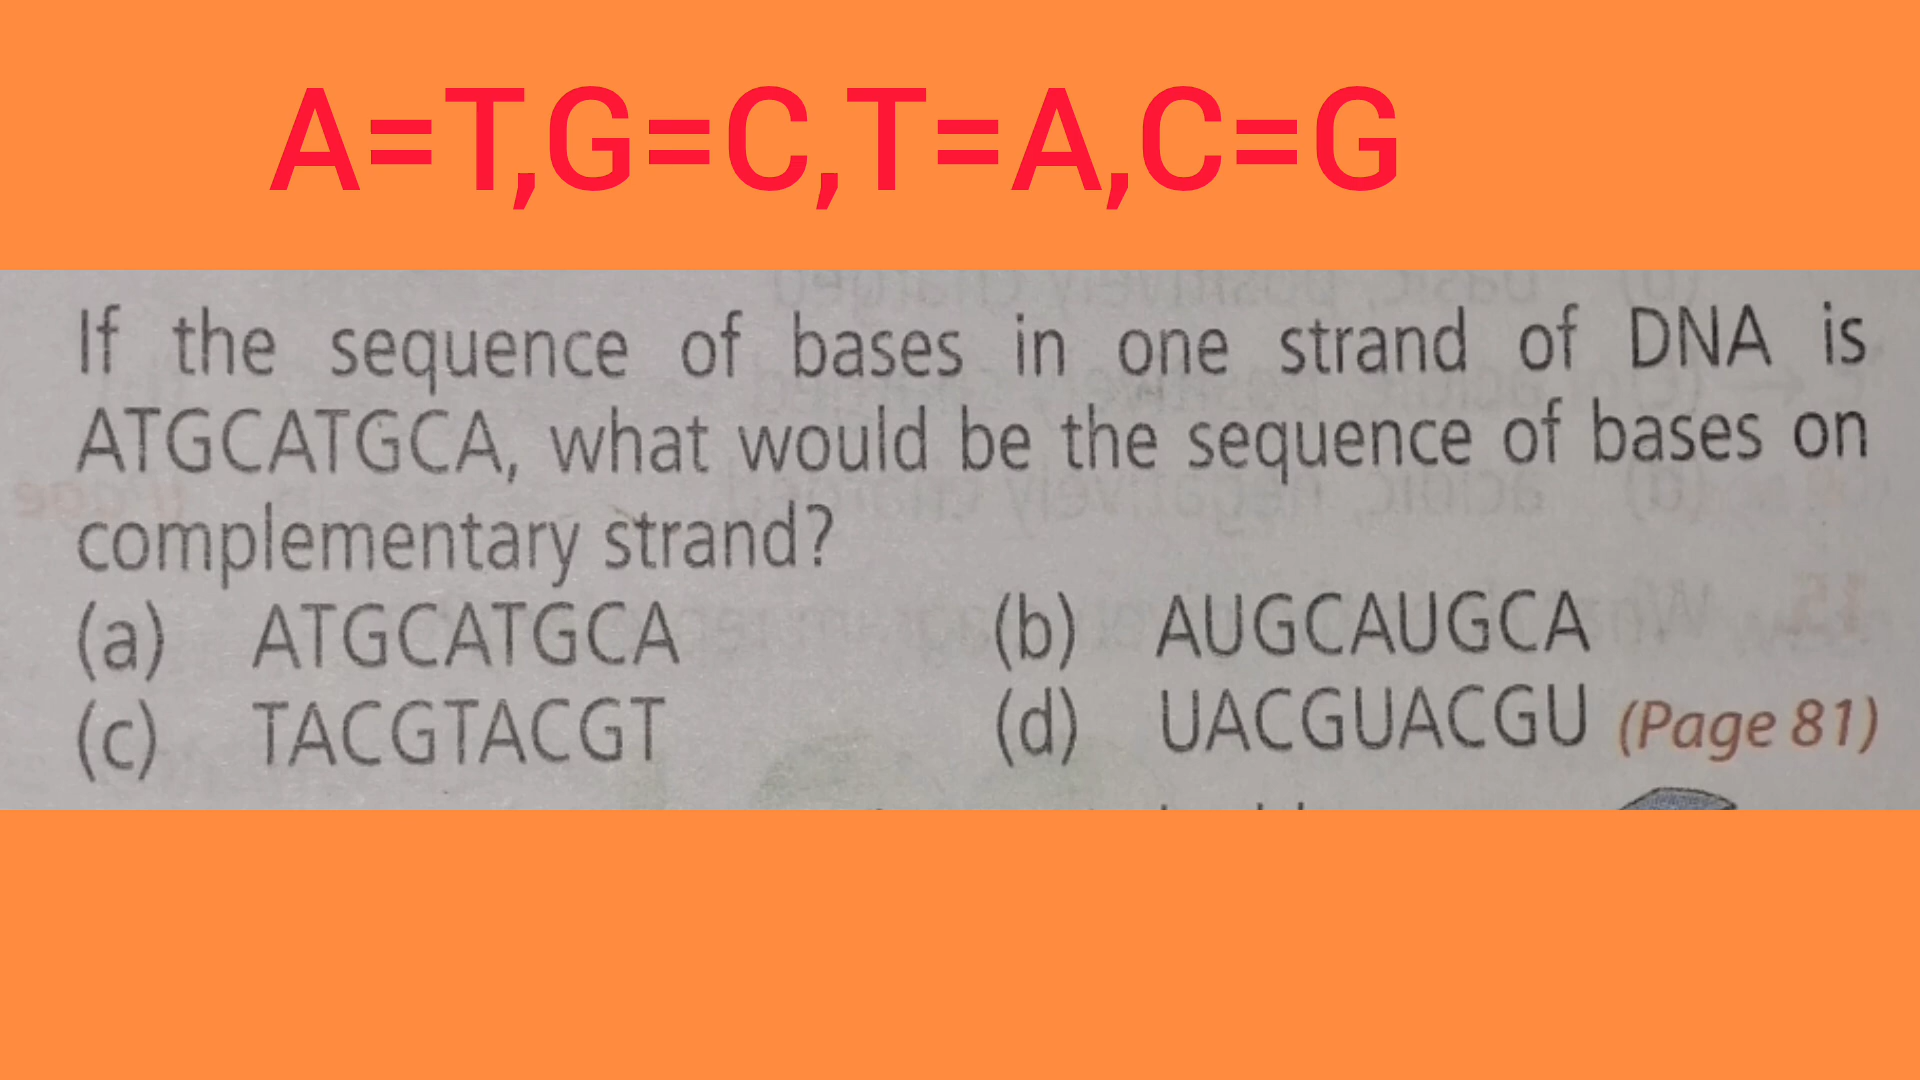 A=T,G=C,T=A,C=G
If the sequence of bases in one strand of DNA is
ATGCATGCA, what would be the sequence of bases on
complementary strand?
(a) ATGCATGCA (b) AUGCAUGCA
(c) TACGTACGT (d) UACGUACGU (Page 81)